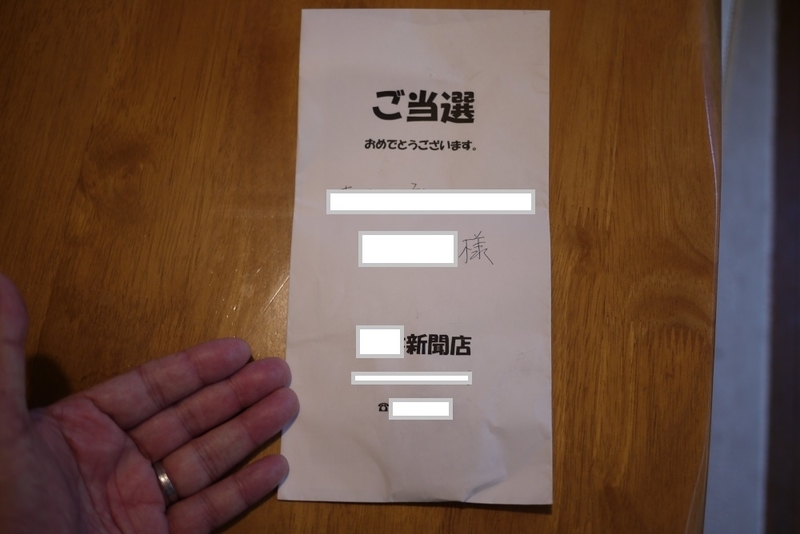 ご当選
おめでとうございます。
様
新聞店
☎